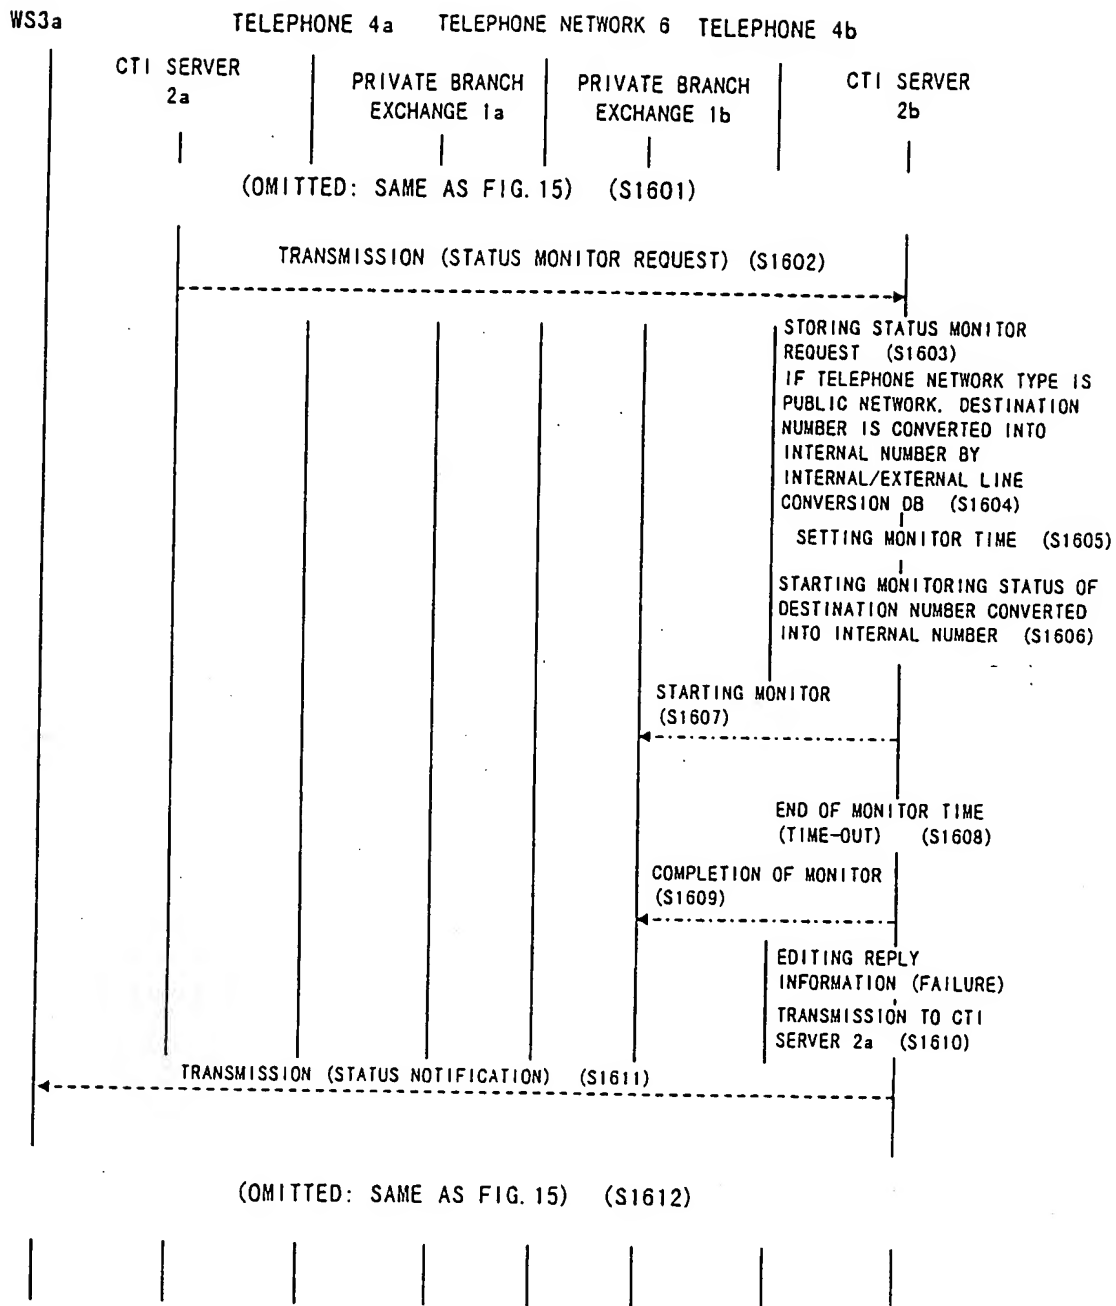 WS3a
TELEPHONE 4a
TELEPHONE NETWORK 6
TELEPHONE 4b
CTI SERVER
2a
PRIVATE BRANCH
EXCHANGE 1a
PRIVATE BRANCH
EXCHANGE 1b
CTI SERVER
2b
(OMITTED: SAME AS FIG. 15) (S1601)
TRANSMISSION (STATUS MONITOR REQUEST) (S1602)
STORING STATUS MONITOR
REQUEST (S1603)
IF TELEPHONE NETWORK TYPE IS
PUBLIC NETWORK. DESTINATION
NUMBER IS CONVERTED INTO
INTERNAL NUMBER BY
INTERNAL/EXTERNAL LINE
CONVERSION DB (S1604)
SETTING MONITOR TIME (S1605)
STARTING MONITORING STATUS OF
DESTINATION NUMBER CONVERTED
INTO INTERNAL NUMBER (S1606)
STARTING MONITOR
(S1607)
END OF MONITOR TIME
(TIME-OUT) (S1608)
COMPLETION OF MONITOR
(S1609)
EDITING REPLY
INFORMATION (FAILURE)
TRANSMISSION TO CTI
SERVER 2a (S1610)
TRANSMISSION (STATUS NOTIFICATION) (S1611)
(OMITTED: SAME AS FIG. 15) (S1612)